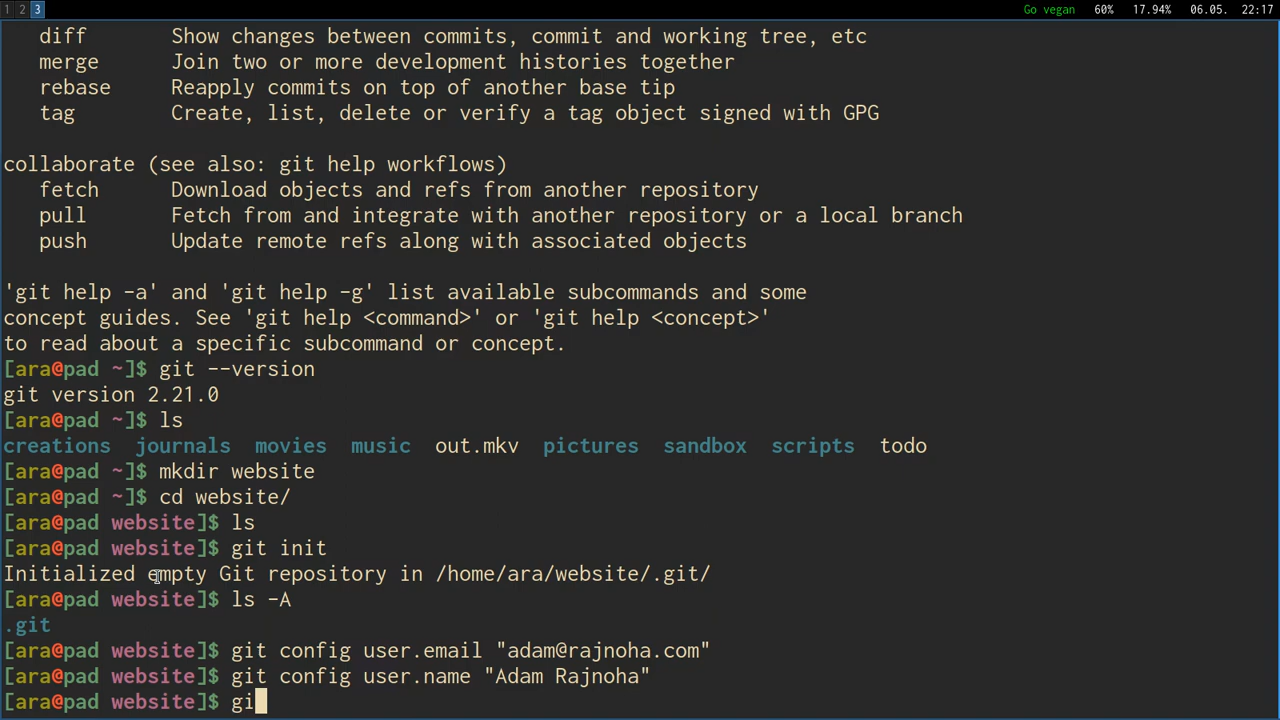 1 2 3 Go vegan 60% 17.94% 06.05. 22:17
diff Show changes between commits, commit and working tree, etc
merge Join two or more development histories together
rebase Reapply commits on top of another base tip
tag Create, list, delete or verify a tag object signed with GPG
collaborate (see also: git help workflows)
fetch Download objects and refs from another repository
pull Fetch from and integrate with another repository or a local branch
push Update remote refs along with associated objects
'git help -a' and 'git help -g' list available subcommands and some
concept guides. See 'git help <command>' or 'git help <concept>'
to read about a specific subcommand or concept.
[ara@pad ~]$ git --version
git version 2.21.0
[ara@pad ~]$ ls
creations journals movies music out.mkv pictures sandbox scripts todo
[ara@pad ~]$ mkdir website
[ara@pad ~]$ cd website/
[ara@pad website]$ ls
[ara@pad website]$ git init
Initialized empty Git repository in /home/ara/website/.git/
[ara@pad website]$ ls -A
.git
[ara@pad website]$ git config user.email "adam@rajnoha.com"
[ara@pad website]$ git config user.name "Adam Rajnoha"
[ara@pad website]$ gi